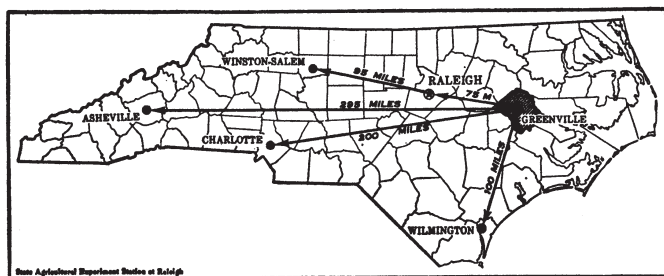 WINSTON-SALEM
95 MILES
RALEIGH
75 M.
ASHEVILLE
295 MILES
GREENVILLE
CHARLOTTE
200 MILES
100 MILES
WILMINGTON
State Agricultural Experiment Station at Raleigh